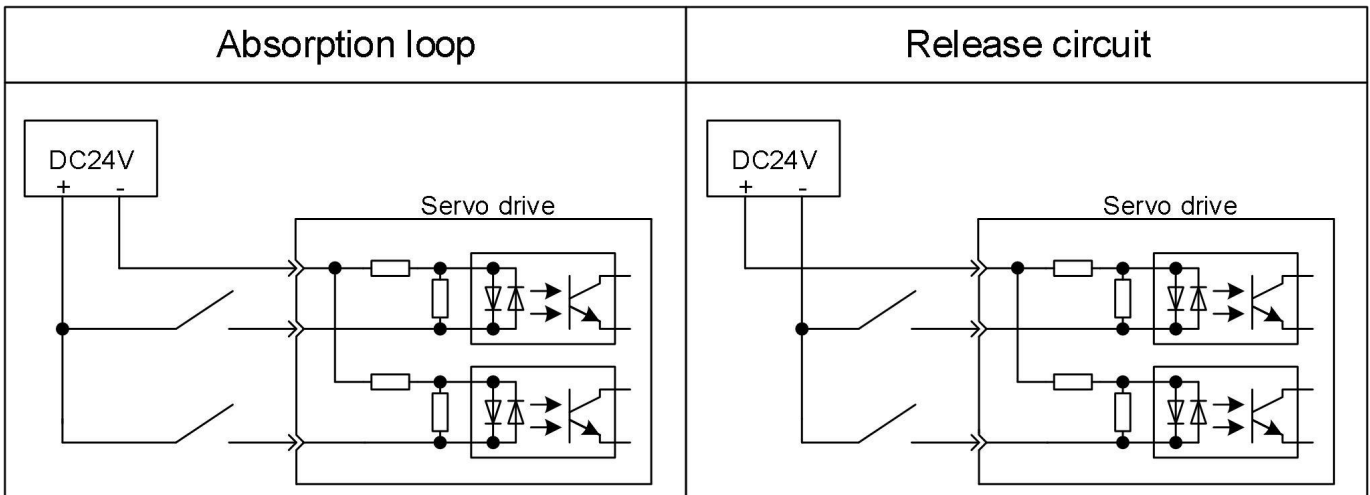 Absorption loop
Release circuit
DC24V
+ -
Servo drive
DC24V
+ -
Servo drive